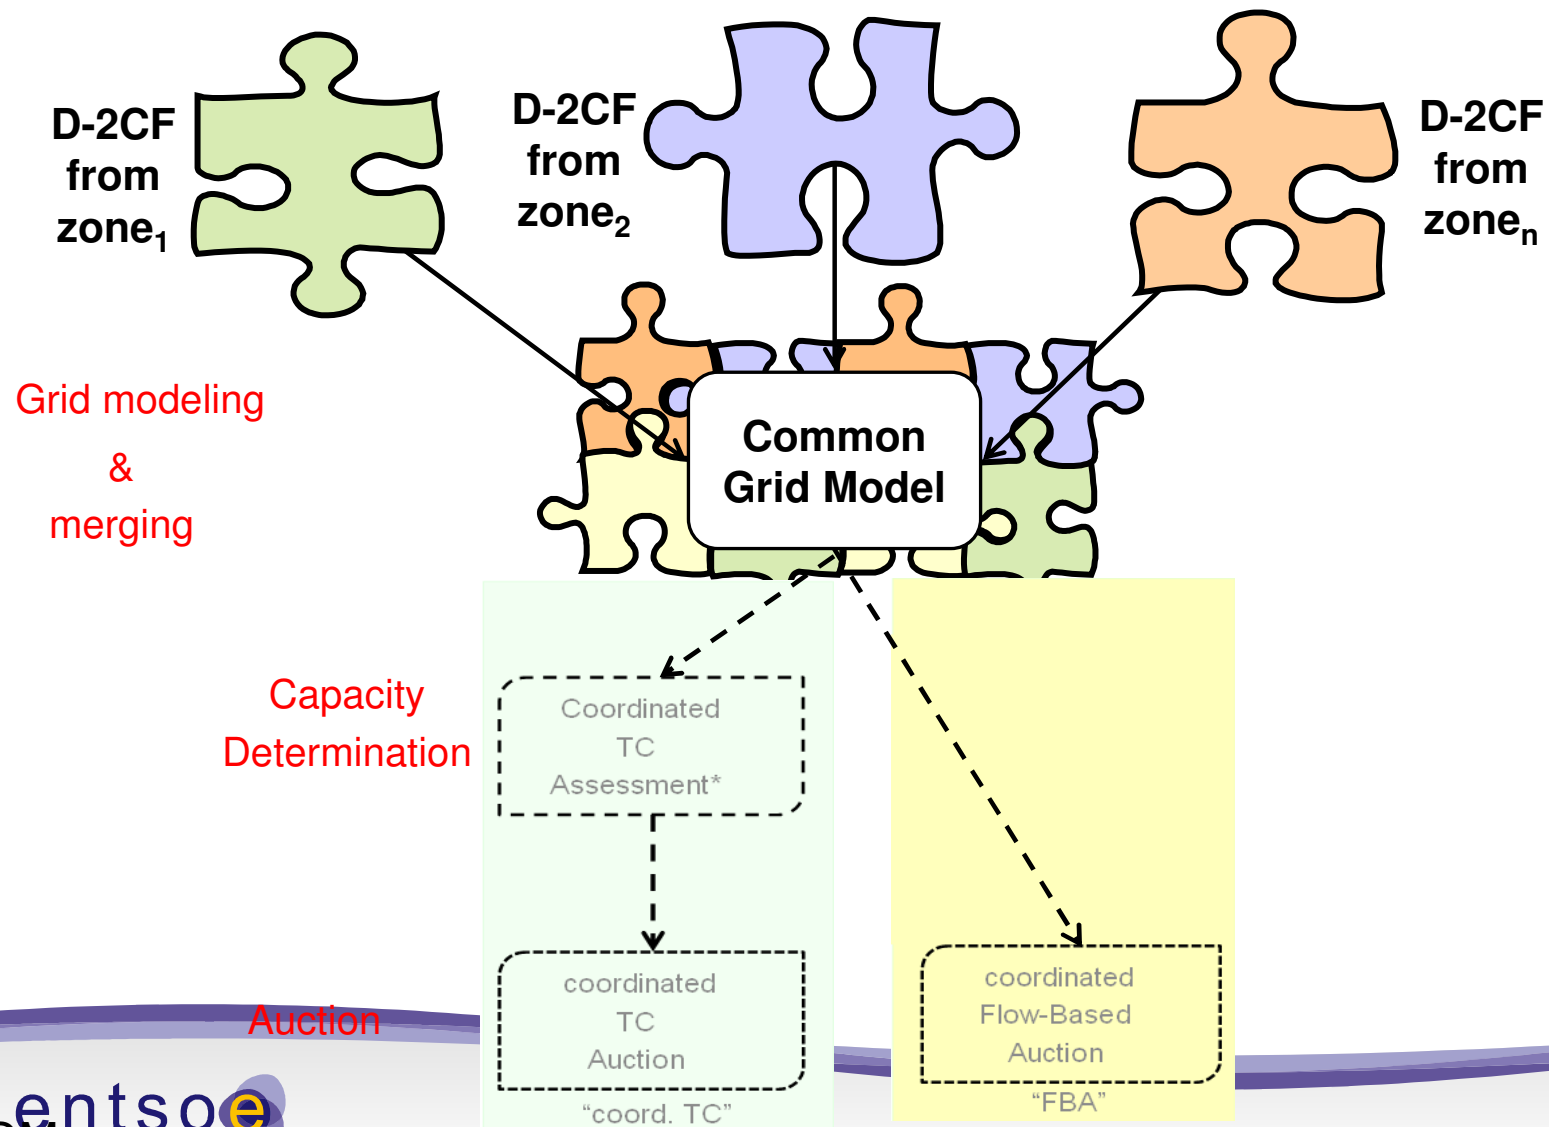 D-2CF
from
zone₁
D-2CF
from
zone₂
D-2CF
from
zoneₙ
Grid modeling
&
merging
Common
Grid Model
Capacity
Determination
Coordinated
TC
Assessment*
Auction
coordinated
TC
Auction
“coord. TC”
coordinated
Flow-Based
Auction
“FBA”
entsoe